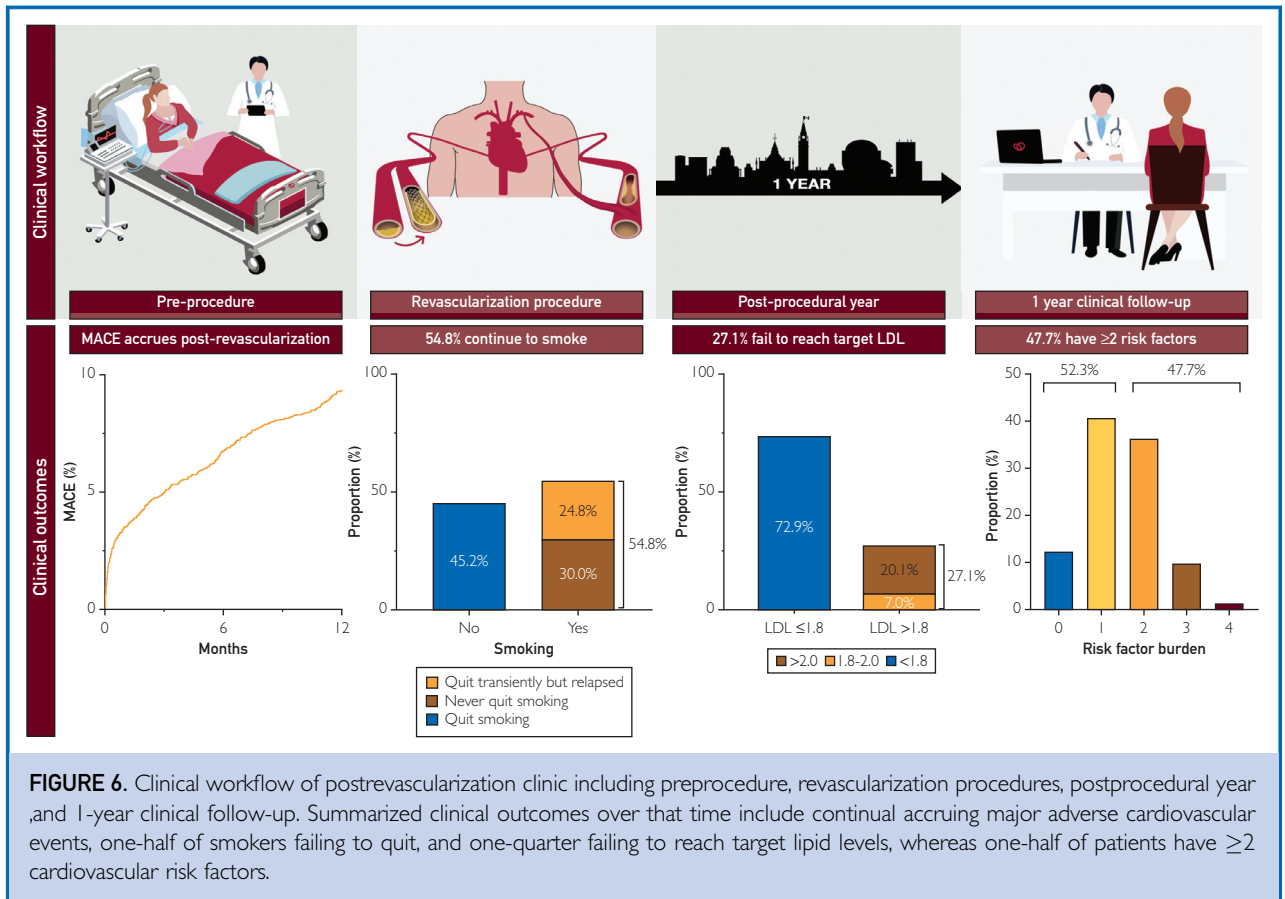 Clinical workflow
1 YEAR
Pre-procedure
Revascularization procedure
Post-procedural year
1 year clinical follow-up
Clinical outcomes
MACE accrues post-revascularization
10
5
0
MACE (%)
0
6
12
Months
54.8% continue to smoke
100
50
0
Proportion (%)
45.2%
24.8%
30.0%
54.8%
No
Yes
Smoking
Quit transiently but relapsed
Never quit smoking
Quit smoking
27.1% fail to reach target LDL
100
50
0
Proportion (%)
72.9%
20.1%
7.0%
27.1%
LDL ≤1.8
LDL >1.8
>2.0 1.8-2.0 <1.8
47.7% have ≥2 risk factors
50
40
30
20
10
0
Proportion (%)
52.3%
47.7%
0
1
2
3
4
Risk factor burden
FIGURE 6. Clinical workflow of postrevascularization clinic including preprocedure, revascularization procedures, postprocedural year
,and 1-year clinical follow-up. Summarized clinical outcomes over that time include continual accruing major adverse cardiovascular
events, one-half of smokers failing to quit, and one-quarter failing to reach target lipid levels, whereas one-half of patients have ≥2
cardiovascular risk factors.